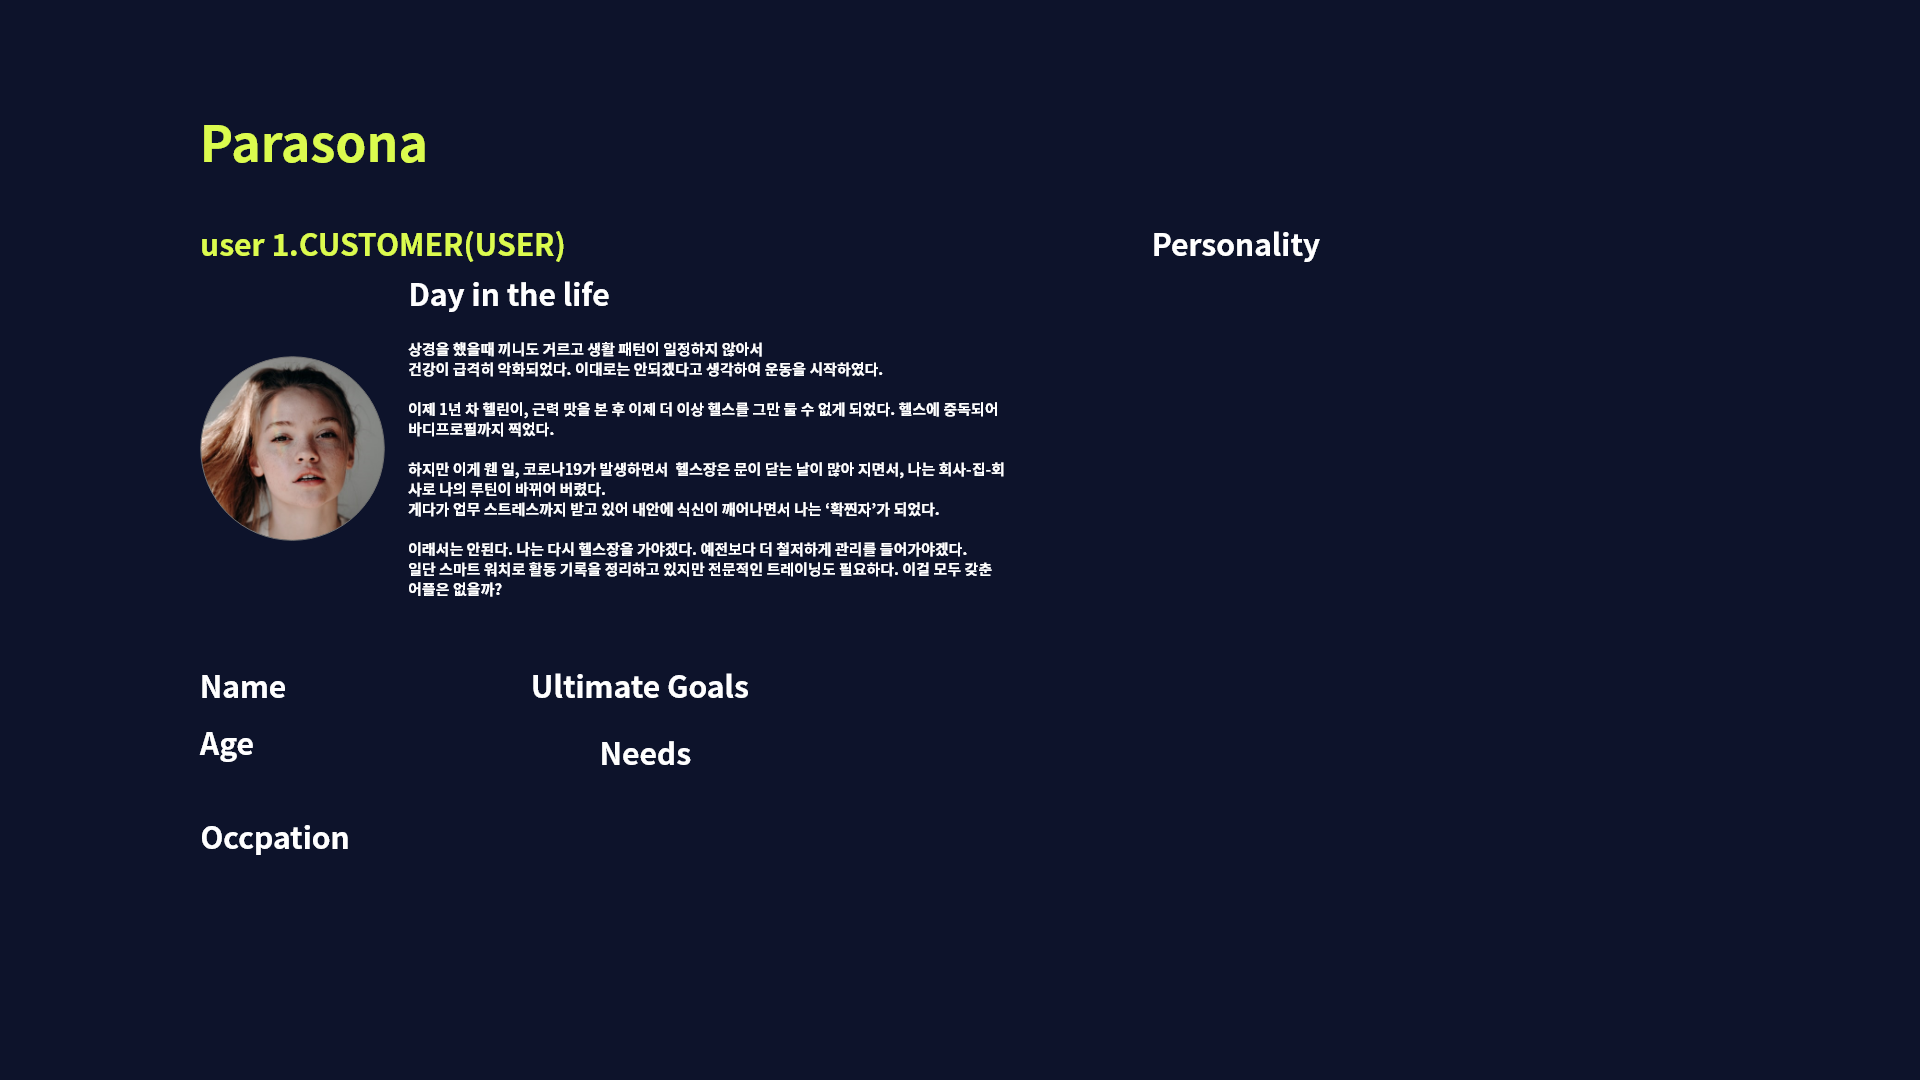 Parasona
user 1.CUSTOMER(USER)
Personality
Day in the life
상경을 했을때 끼니도 거르고 생활 패턴이 일정하지 않아서
건강이 급격히 악화되었다. 이대로는 안되겠다고 생각하여 운동을 시작하였다.
이제 1년 차 헬린이, 근력 맛을 본 후 이제 더 이상 헬스를 그만 둘 수 없게 되었다. 헬스에 중독되어
바디프로필까지 찍었다.
하지만 이게 웬 일, 코로나19가 발생하면서 헬스장은 문이 닫는 날이 많아 지면서, 나는 회사-집-회
사로 나의 루틴이 바뀌어 버렸다.
게다가 업무 스트레스까지 받고 있어 내안에 식신이 깨어나면서 나는 ‘확찐자’가 되었다.
이래서는 안된다. 나는 다시 헬스장을 가야겠다. 예전보다 더 철저하게 관리를 들어가야겠다.
일단 스마트 워치로 활동 기록을 정리하고 있지만 전문적인 트레이닝도 필요하다. 이걸 모두 갖춘
어플은 없을까?
Name
Ultimate Goals
Age
Needs
Occpation